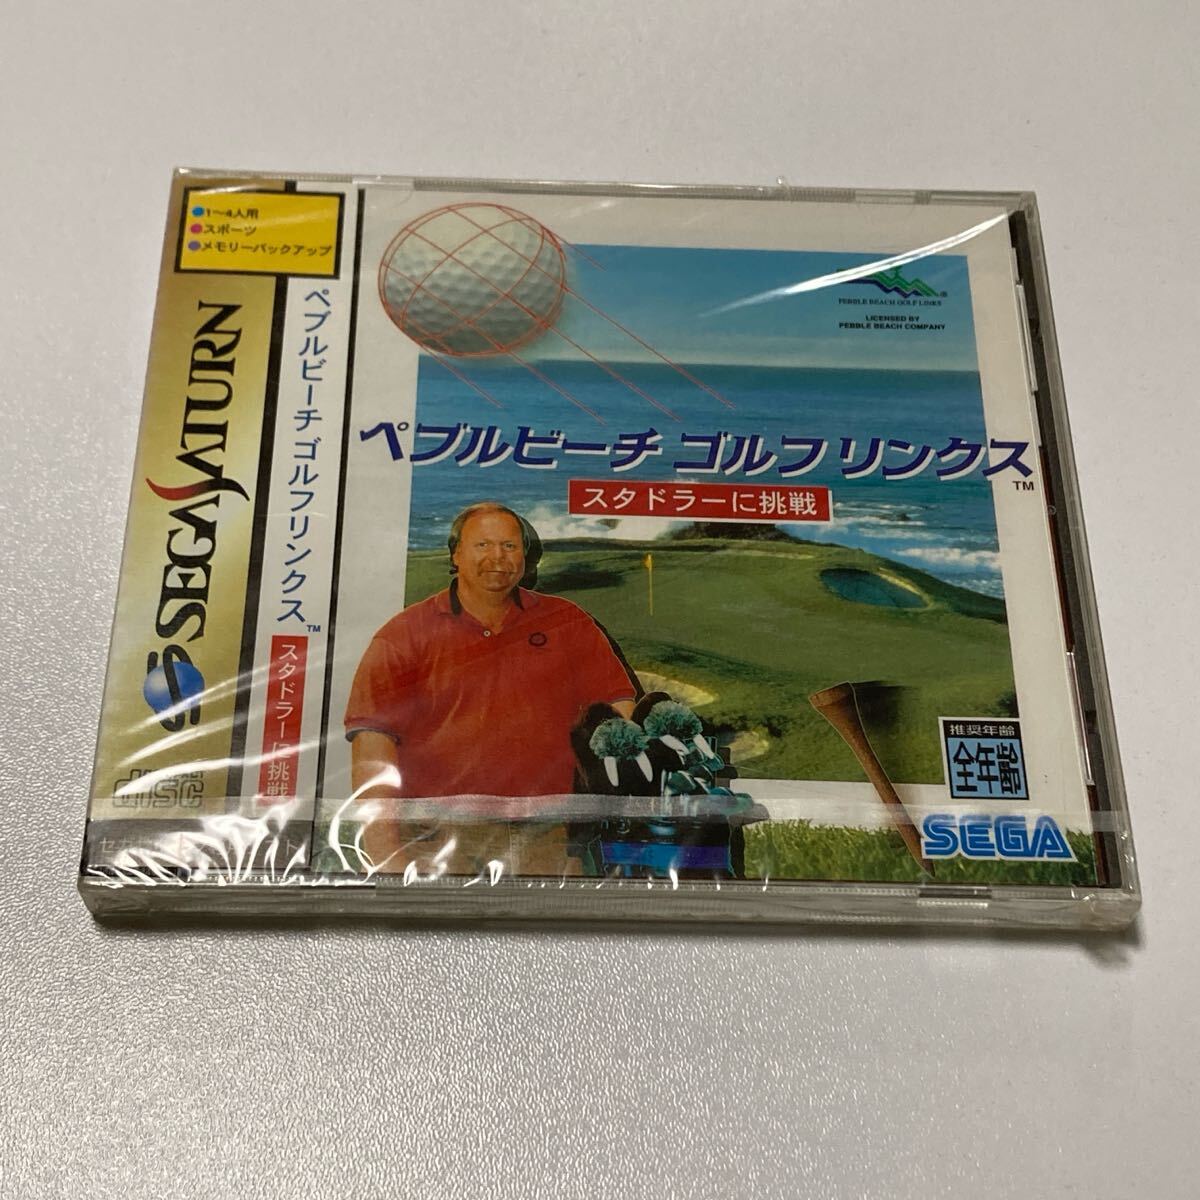 ●1〜4人用
●スポーツ
●メモリーバックアップ
SEGA SATURN
ペブルビーチ ゴルフリンクス™
スタドラーに挑戦
disc
PEBBLE BEACH GOLF LINKS®
LICENSED BY
PEBBLE BEACH COMPANY
ペブルビーチ ゴルフ リンクス™
スタドラーに挑戦
推奨年齢
全年齢
SEGA